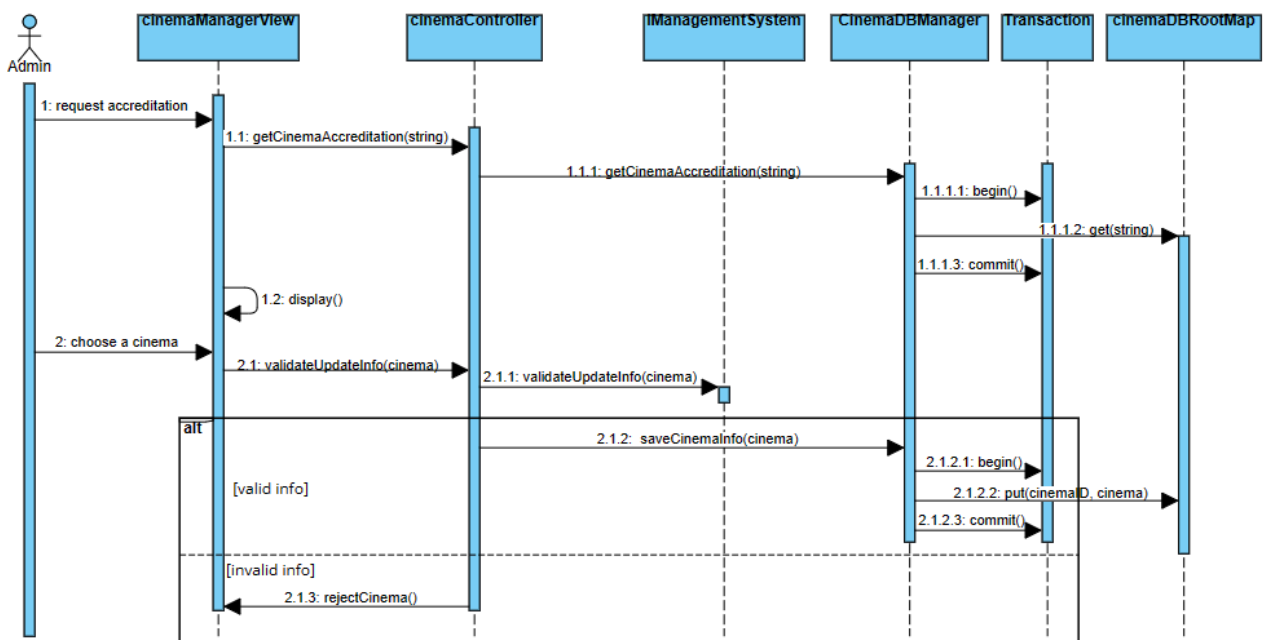 cinemaManagerView
cinemaController
IManagementSystem
CinemaDBManager
Transaction
cinemaDBRootMap
Admin
1: request accreditation
1.1: getCinemaAccreditation(string)
1.1.1: getCinemaAccreditation(string)
1.1.1.1: begin()
1.1.1.2: get(string)
1.1.1.3: commit()
1.2: display()
2: choose a cinema
2.1: validateUpdateInfo(cinema)
2.1.1: validateUpdateInfo(cinema)
alt
2.1.2: saveCinemaInfo(cinema)
2.1.2.1: begin()
[valid info]
2.1.2.2: put(cinemaID, cinema)
2.1.2.3: commit()
[invalid info]
2.1.3: rejectCinema()